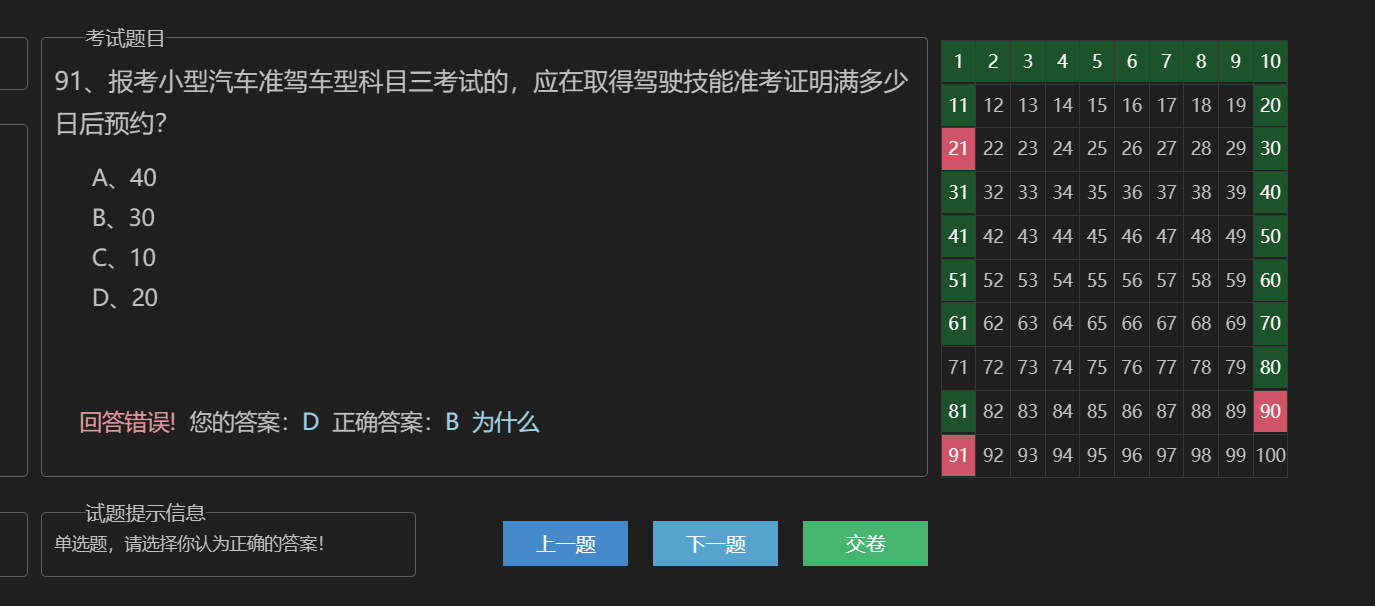 考试题目
91、报考小型汽车准驾车型科目三考试的，应在取得驾驶技能准考证明满多少
日后预约？
A、40
B、30
C、10
D、20
回答错误! 您的答案：D 正确答案：B 为什么
1 2 3 4 5 6 7 8 9 10
11 12 13 14 15 16 17 18 19 20
21 22 23 24 25 26 27 28 29 30
31 32 33 34 35 36 37 38 39 40
41 42 43 44 45 46 47 48 49 50
51 52 53 54 55 56 57 58 59 60
61 62 63 64 65 66 67 68 69 70
71 72 73 74 75 76 77 78 79 80
81 82 83 84 85 86 87 88 89 90
91 92 93 94 95 96 97 98 99 100
试题提示信息
单选题，请选择你认为正确的答案！
上一题 下一题 交卷